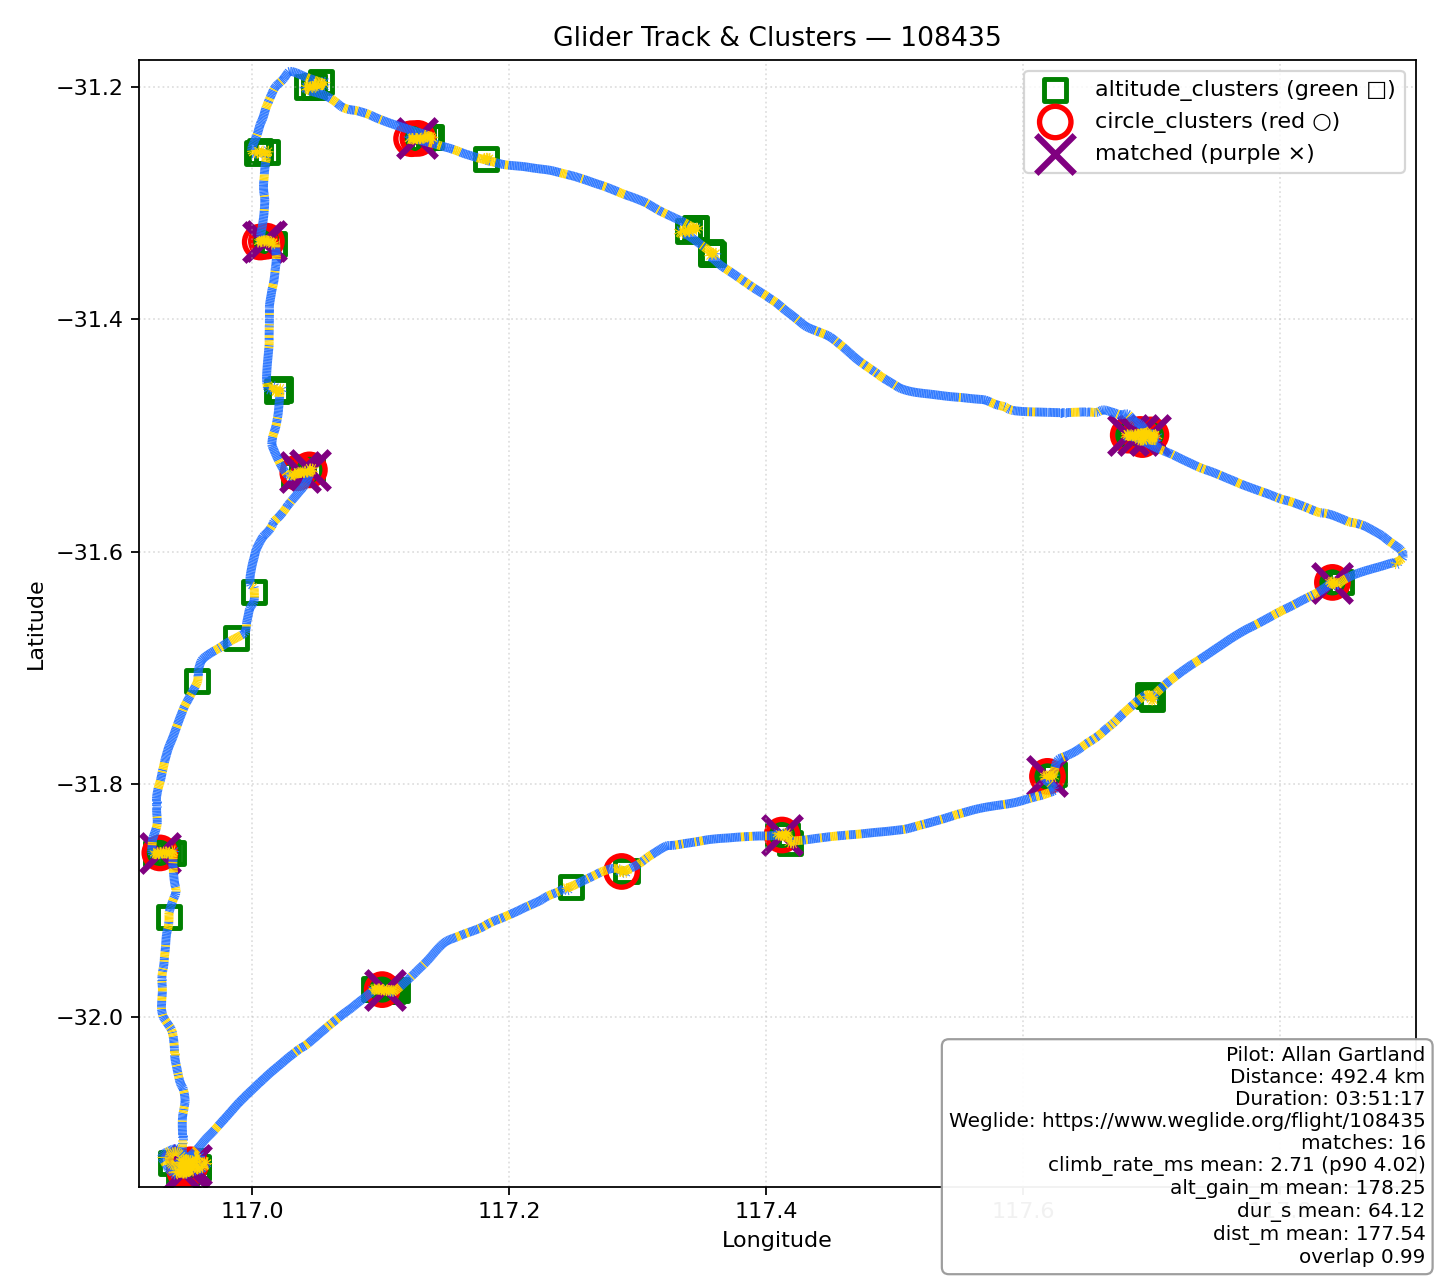 Glider Track & Clusters — 108435
altitude_clusters (green □)
circle_clusters (red ○)
matched (purple ×)
−31.2
−31.4
−31.6
−31.8
−32.0
Latitude
117.0
117.2
117.4
117.6
Longitude
Pilot: Allan Gartland
Distance: 492.4 km
Duration: 03:51:17
Weglide: https://www.weglide.org/flight/108435
matches: 16
climb_rate_ms mean: 2.71 (p90 4.02)
alt_gain_m mean: 178.25
dur_s mean: 64.12
dist_m mean: 177.54
overlap 0.99